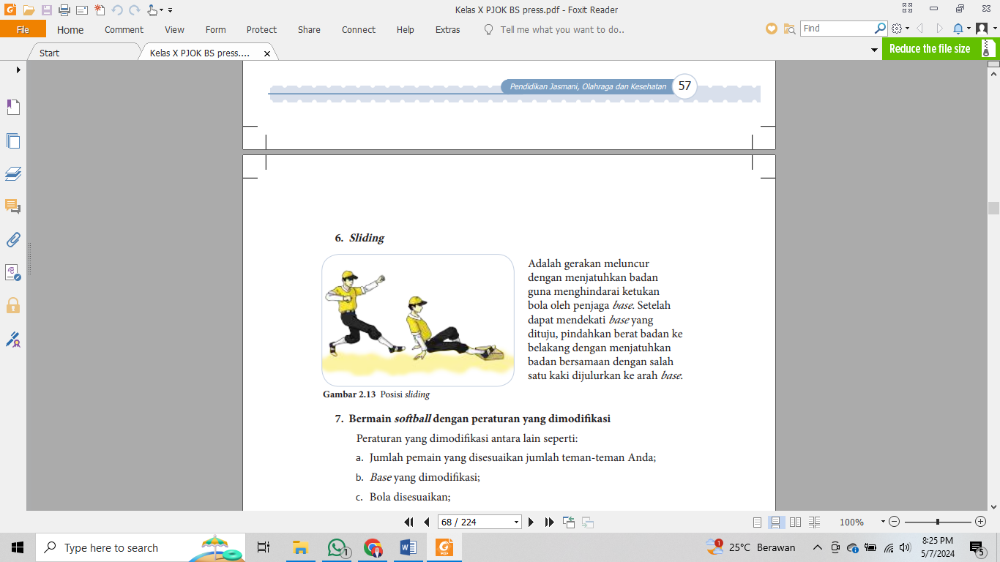 Kelas X PJOK BS press.pdf - Foxit Reader
File Home Comment View Form Protect Share Connect Help Extras Tell me what you want to do.. Find
Start Kelas X PJOK BS press.... Reduce the file size
Pendidikan Jasmani, Olahraga dan Kesehatan 57
6. Sliding
Adalah gerakan meluncur
dengan menjatuhkan badan
guna menghindarai ketukan
bola oleh penjaga base. Setelah
dapat mendekati base yang
dituju, pindahkan berat badan ke
belakang dengan menjatuhkan
badan bersamaan dengan salah
satu kaki dijulurkan ke arah base.
Gambar 2.13 Posisi sliding
7. Bermain softball dengan peraturan yang dimodifikasi
Peraturan yang dimodifikasi antara lain seperti:
a. Jumlah pemain yang disesuaikan jumlah teman-teman Anda;
b. Base yang dimodifikasi;
c. Bola disesuaikan;
68 / 224 100%
Type here to search 1 W PDF 1 25°C Berawan 8:25 PM 5
5/7/2024